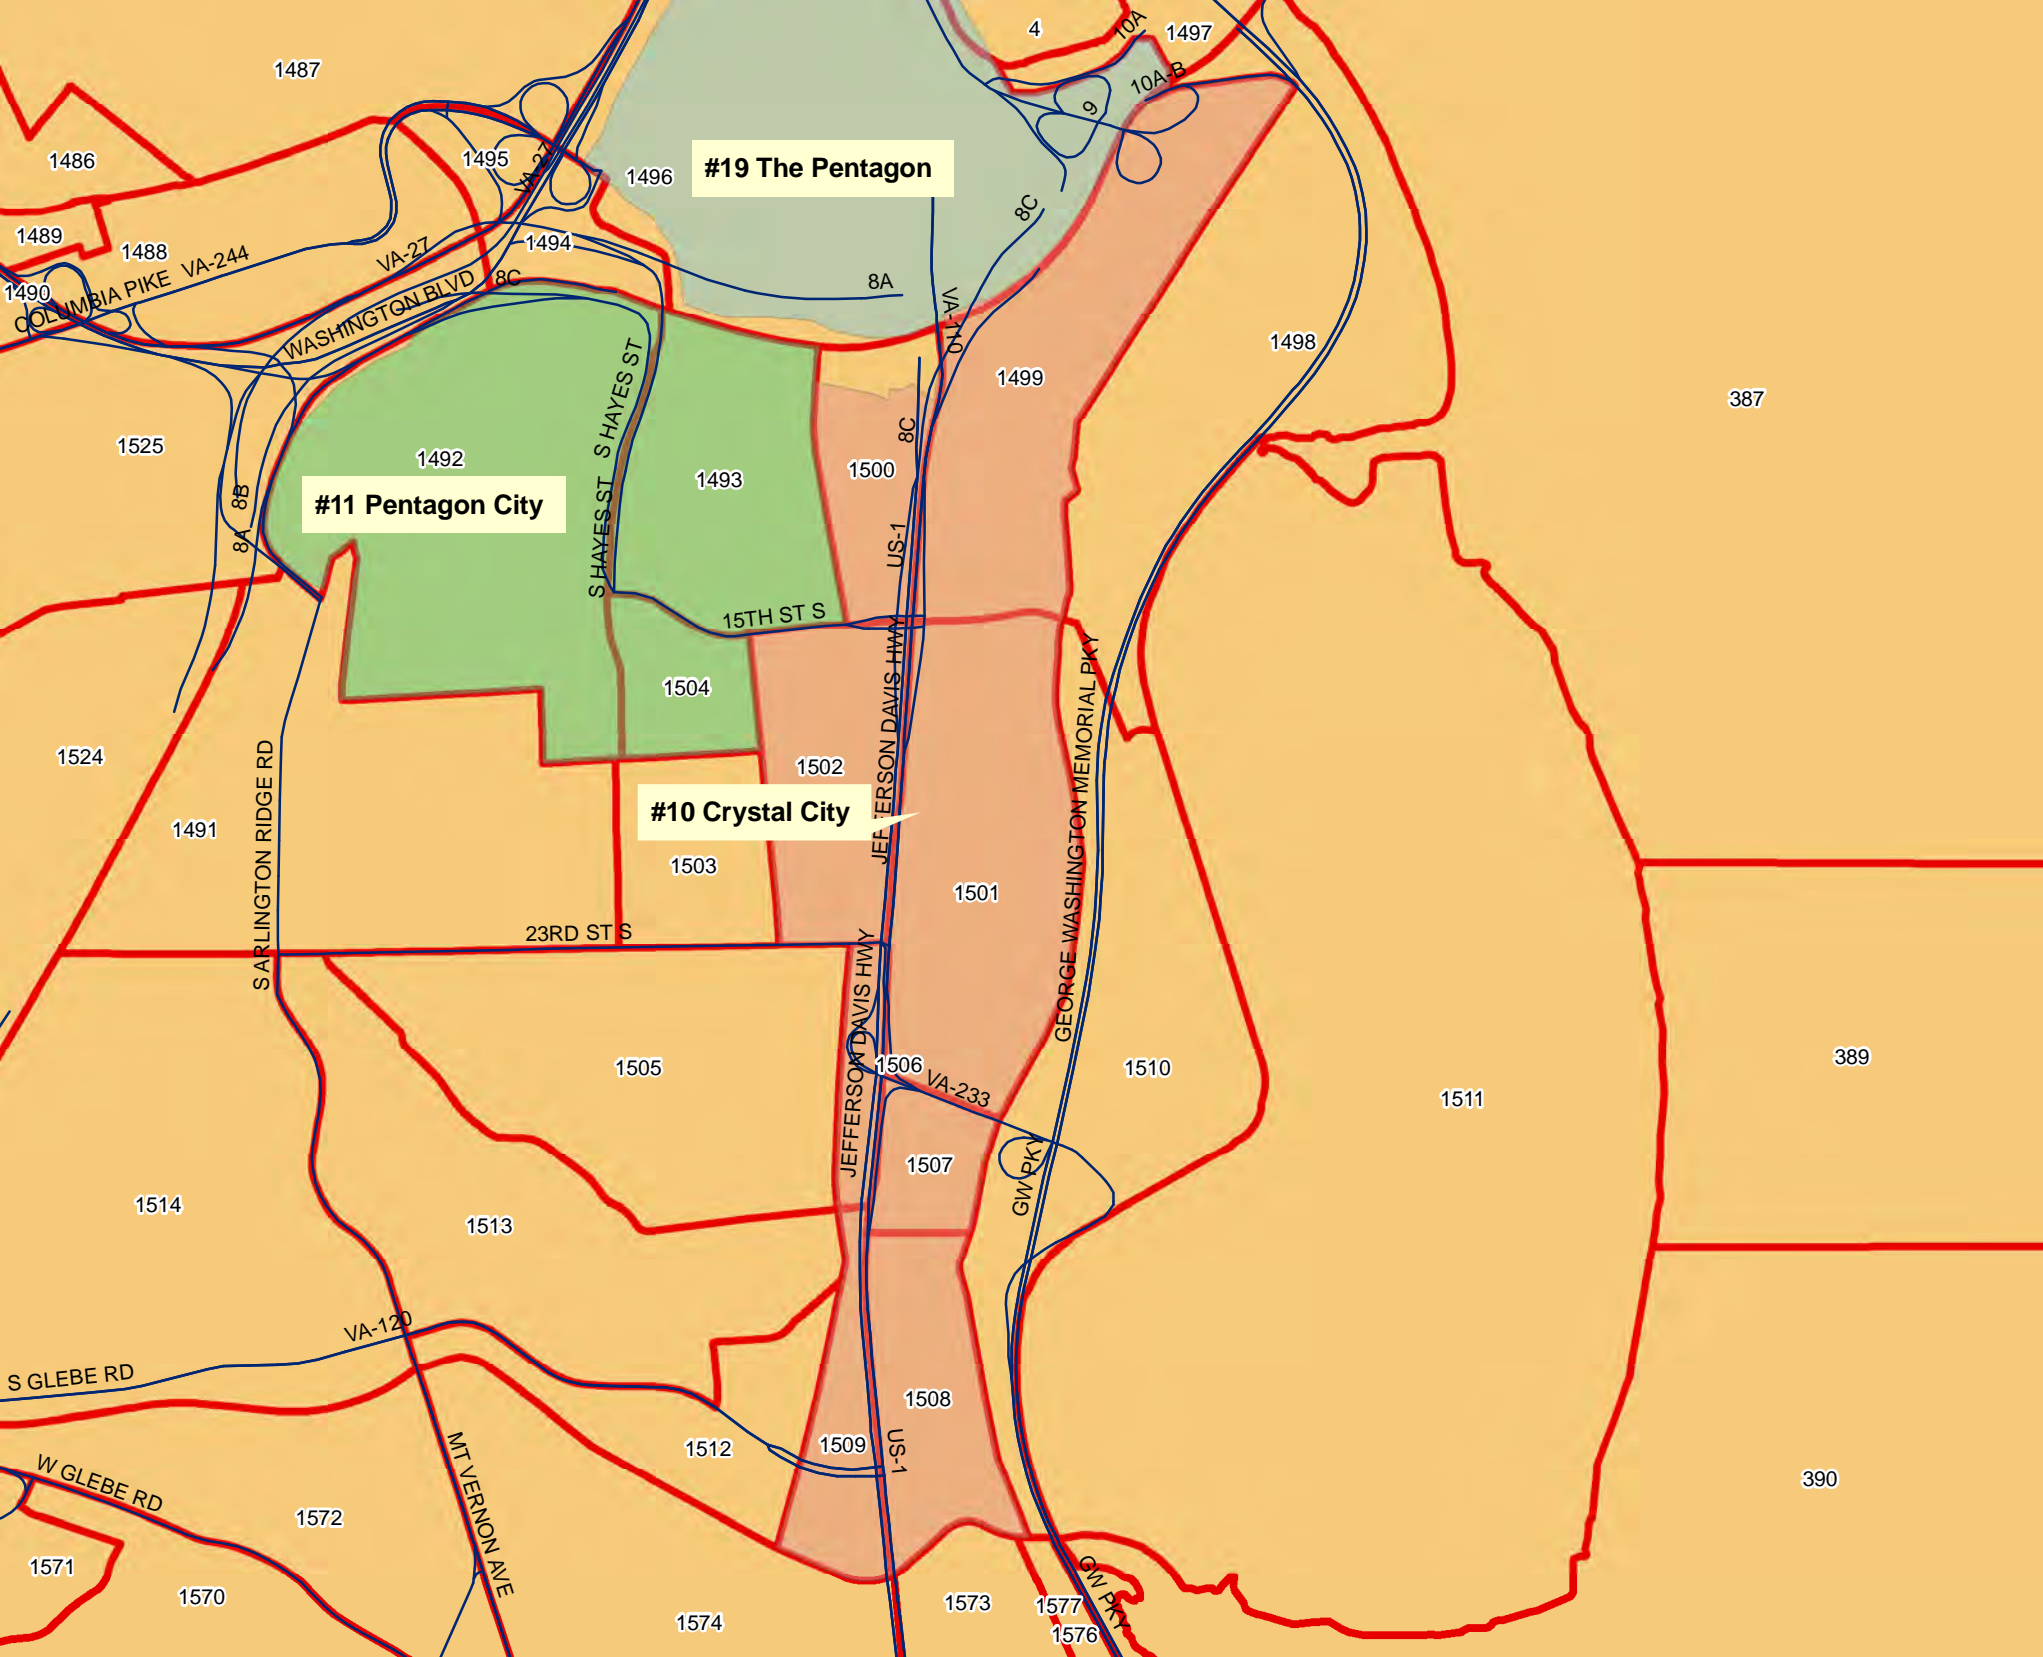 4
10A
1497
1487
10A-B
9
1486
1495
VA-27
1496
#19 The Pentagon
8C
1489
1488
1494
VA-27
VA-244
COLUMBIA PIKE
1490
WASHINGTON BLVD
8C
8A
VA-110
1498
1499
387
S HAYES ST
8C
1525
1492
1493
1500
#11 Pentagon City
8B
8A
S HAYES ST
US-1
15TH ST S
1504
JEFFERSON DAVIS HWY
GEORGE WASHINGTON MEMORIAL PKY
1524
1502
#10 Crystal City
1491
S ARLINGTON RIDGE RD
1503
1501
23RD ST S
JEFFERSON DAVIS HWY
1505
1506
VA-233
1510
389
1511
1507
GW PKY
1514
1513
VA-120
S GLEBE RD
1508
1512
1509
US-1
MT VERNON AVE
W GLEBE RD
390
1572
1571
1570
1574
1573
1577
GW PKY
1576